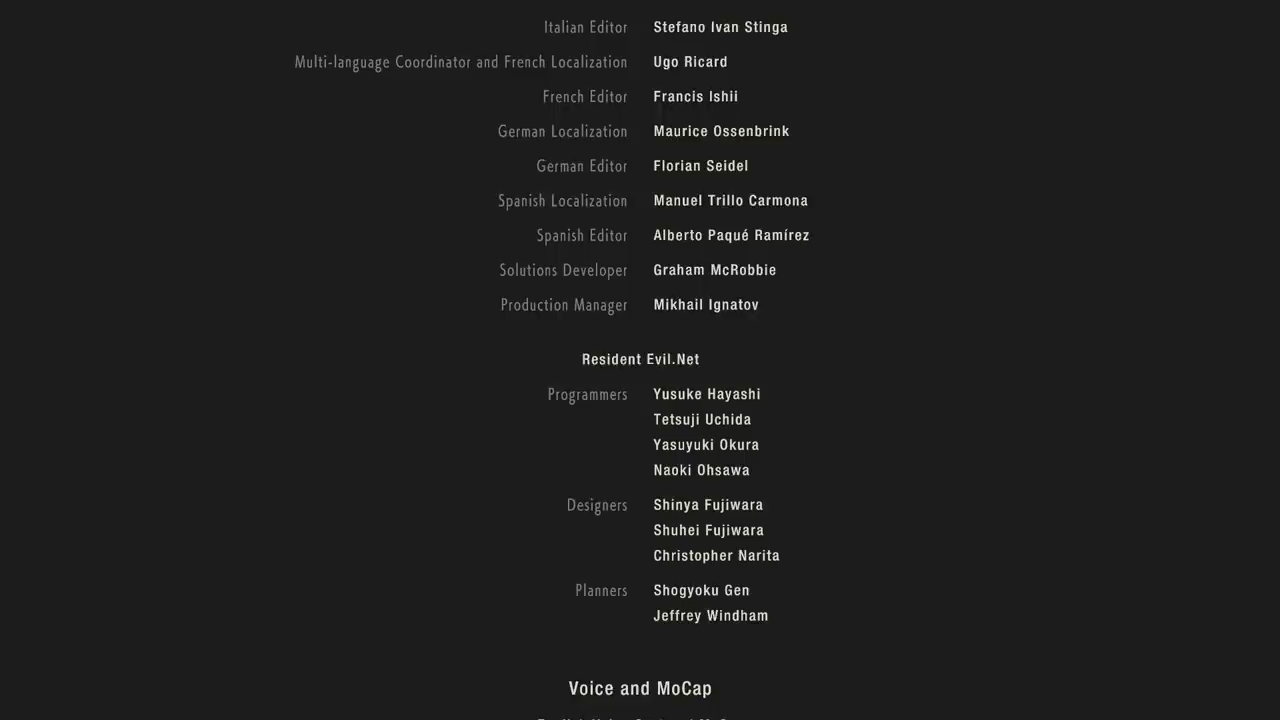 Italian Editor Stefano Ivan Stinga
Multi-language Coordinator and French Localization Ugo Ricard
French Editor Francis Ishii
German Localization Maurice Ossenbrink
German Editor Florian Seidel
Spanish Localization Manuel Trillo Carmona
Spanish Editor Alberto Paqué Ramírez
Solutions Developer Graham McRobbie
Production Manager Mikhail Ignatov
Resident Evil.Net
Programmers Yusuke Hayashi
Tetsuji Uchida
Yasuyuki Okura
Naoki Ohsawa
Designers Shinya Fujiwara
Shuhei Fujiwara
Christopher Narita
Planners Shogyoku Gen
Jeffrey Windham
Voice and MoCap